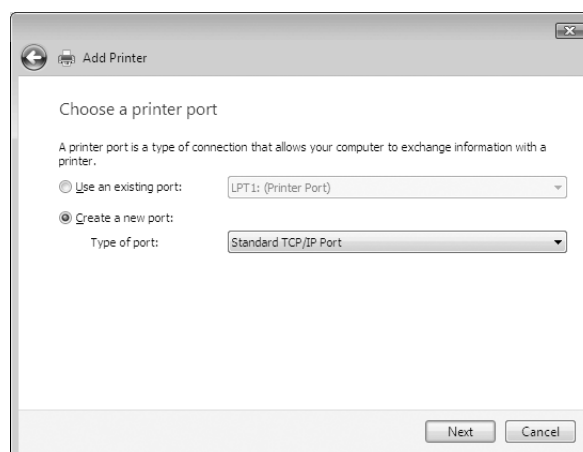 Add Printer
Choose a printer port
A printer port is a type of connection that allows your computer to exchange information with a
printer.
Use an existing port: LPT1: (Printer Port)
Create a new port:
Type of port: Standard TCP/IP Port
Next Cancel